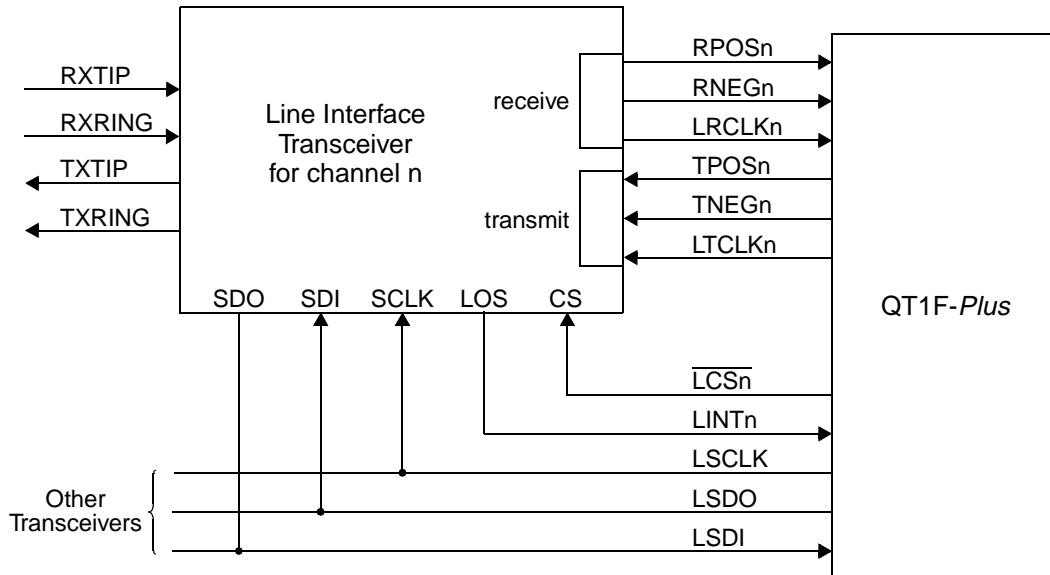 RXTIP
RXRING
TXTIP
TXRING
Line Interface
Transceiver
for channel n
receive
transmit
SDO SDI SCLK LOS CS
RPOSn
RNEGn
LRCLKn
TPOSn
TNEGn
LTCLKn
QT1F-Plus
LCSn
LINTn
LSCLK
LSDO
LSDI
Other
Transceivers